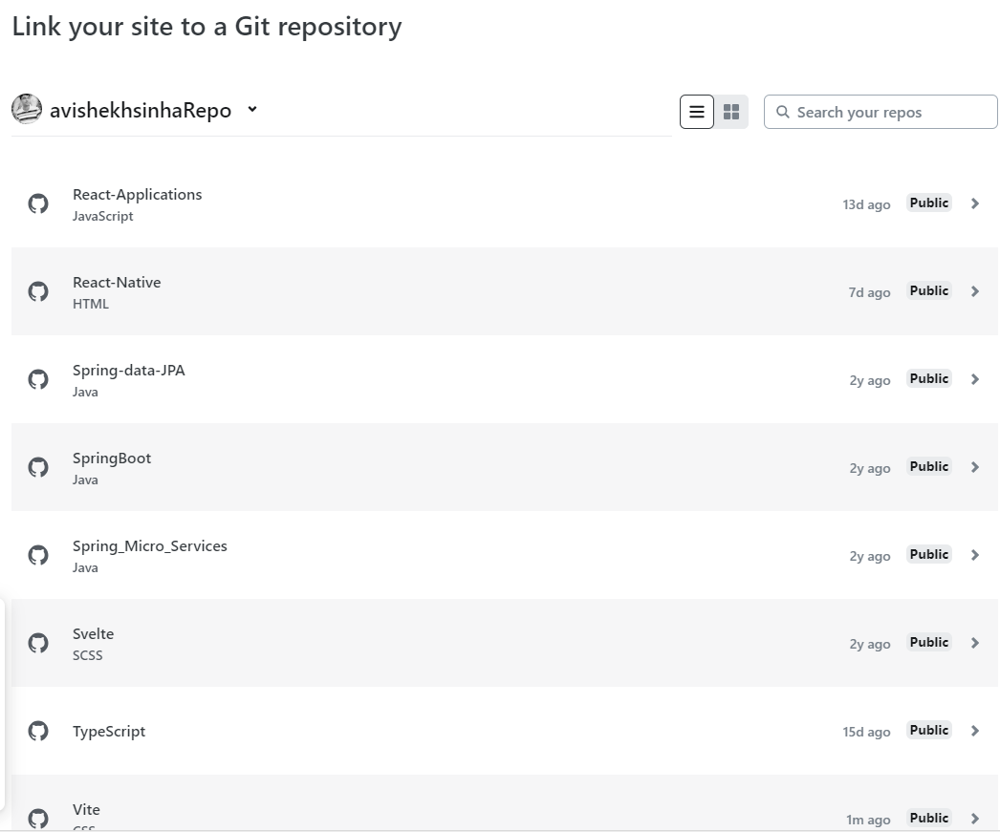 Link your site to a Git repository
avishekhsinhaRepo
Search your repos
React-Applications
JavaScript
13d ago Public
React-Native
HTML
7d ago Public
Spring-data-JPA
Java
2y ago Public
SpringBoot
Java
2y ago Public
Spring_Micro_Services
Java
2y ago Public
Svelte
SCSS
2y ago Public
TypeScript
15d ago Public
Vite
CSS
1m ago Public